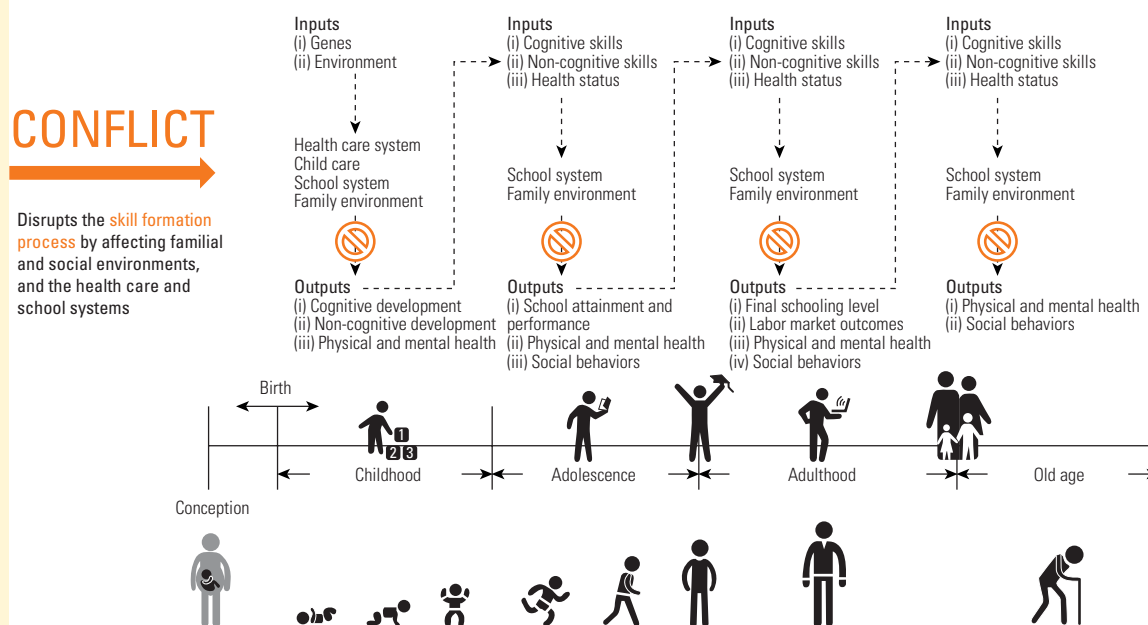 CONFLICT
Disrupts the skill formation
process by affecting familial
and social environments,
and the health care and
school systems
Inputs
(i) Genes
(ii) Environment
Health care system
Child care
School system
Family environment
Outputs
(i) Cognitive development
(ii) Non-cognitive development
(iii) Physical and mental health
Inputs
(i) Cognitive skills
(ii) Non-cognitive skills
(iii) Health status
School system
Family environment
Outputs
(i) School attainment and
performance
(ii) Physical and mental health
(iii) Social behaviors
Inputs
(i) Cognitive skills
(ii) Non-cognitive skills
(iii) Health status
School system
Family environment
Outputs
(i) Final schooling level
(ii) Labor market outcomes
(iii) Physical and mental health
(iv) Social behaviors
Inputs
(i) Cognitive skills
(ii) Non-cognitive skills
(iii) Health status
School system
Family environment
Outputs
(i) Physical and mental health
(ii) Social behaviors
Birth
1
2 3
Childhood
Adolescence
Adulthood
Old age
Conception